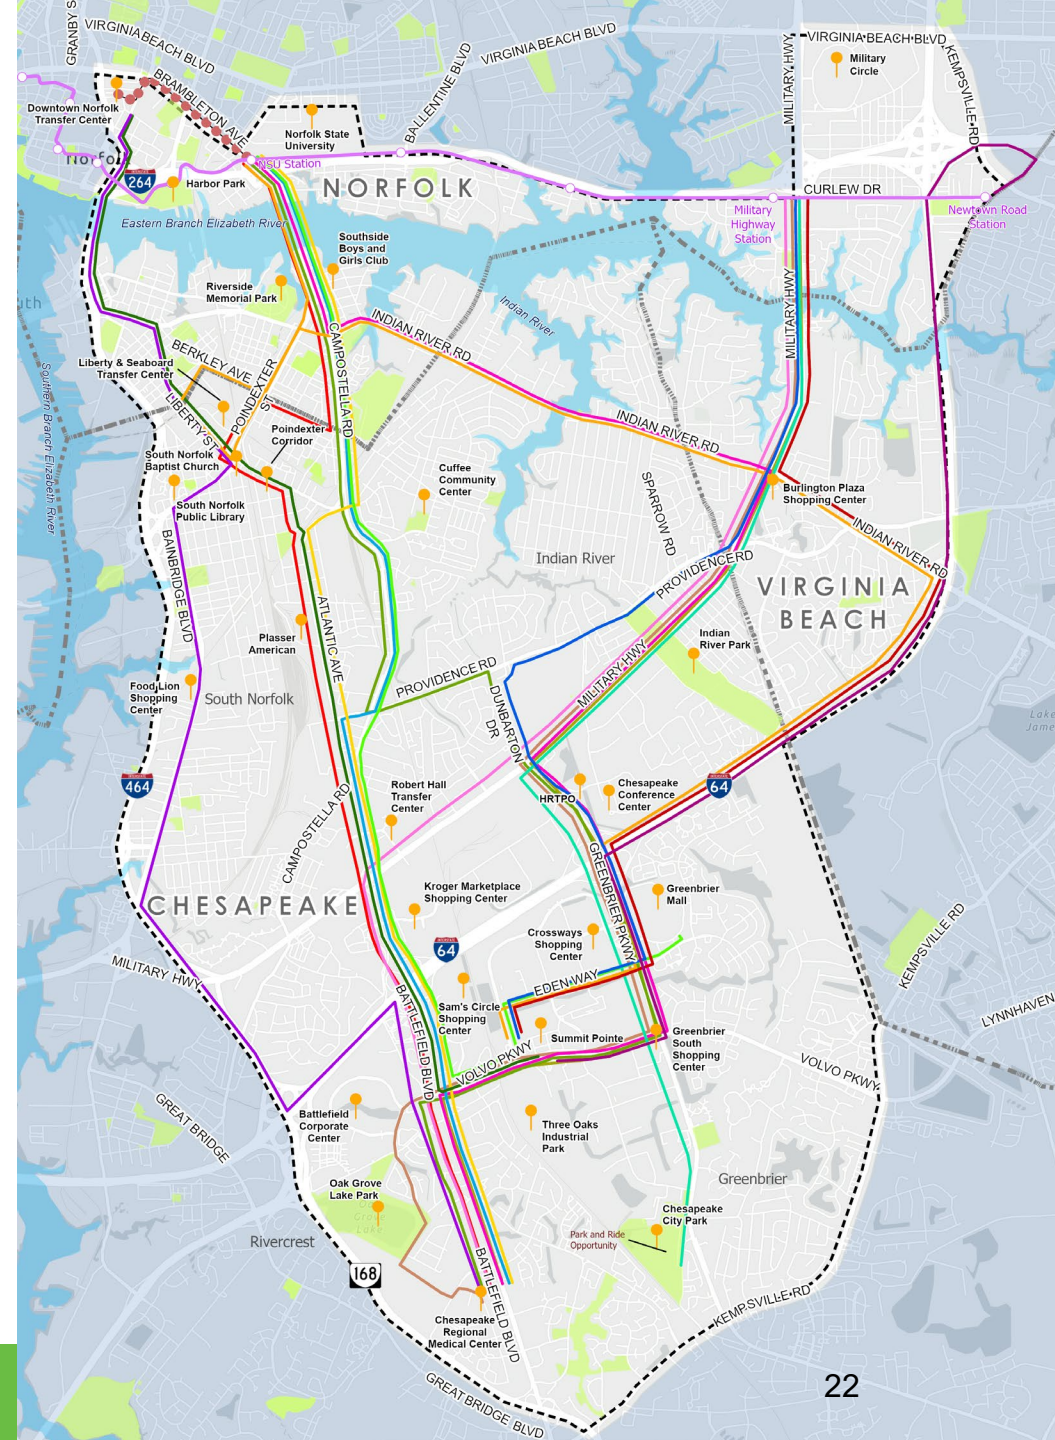 GRANBY S
VIRGINIA BEACH BLVD
VIRGINIA BEACH BLVD
VIRGINIA BEACH BLVD
BALLENTINE BLVD
MILITARY HWY
KEMPSVILLE RD
Military
Circle
BRAMBLETON AVE
Downtown Norfolk
Transfer Center
Norfolk State
University
Norfol
NSU Station
264
Harbor Park
NORFOLK
CURLEW DR
Military
Highway
Station
Newtown Road
Station
Eastern Branch Elizabeth River
Southside
Boys and
Girls Club
Riverside
Memorial Park
uth
Indian River
MILITARY HWY
INDIAN RIVER RD
CAMPOSTELLA RD
BERKLEY AVE
Liberty & Seaboard
Transfer Center
POINDEXTER
ST
LIBERTY ST
Southern Branch Elizabeth River
Poindexter
Corridor
INDIAN RIVER RD
South Norfolk
Baptist Church
Cuffee
Community
Center
SPARROW RD
Burlington Plaza
Shopping Center
South Norfolk
Public Library
INDIAN RIVER RD
BAINBRIDGE BLVD
Indian River
PROVIDENCE RD
VIRGINIA
BEACH
ATLANTIC AVE
Plasser
American
Indian
River Park
MILITARY HWY
PROVIDENCE RD
Food Lion
Shopping
Center
South Norfolk
DUNBARTON
DR
Lake
Jame
464
CAMPOSTELLA RD
Robert Hall
Transfer
Center
HRTPO
Chesapeake
Conference
Center
64
GREENBRIER PKWY
Kroger Marketplace
Shopping Center
Greenbrier
Mall
CHESAPEAKE
Crossways
Shopping
Center
64
KEMPSVILLE RD
MILITARY HWY
EDEN WAY
BATTLEFIELD BLVD
Sam's Circle
Shopping
Center
Summit Pointe
Greenbrier
South
Shopping
Center
LYNNHAVEN
VOLVO PKWY
VOLVO PKWY
GREAT BRIDGE
Battlefield
Corporate
Center
Three Oaks
Industrial
Park
Oak Grove
Lake Park
Greenbrier
Chesapeake
City Park
Rivercrest
Park and Ride
Opportunity
168
BATTLEFIELD BLVD
KEMPSVILLE RD
Chesapeake
Regional
Medical Center
GREAT BRIDGE BLVD
22